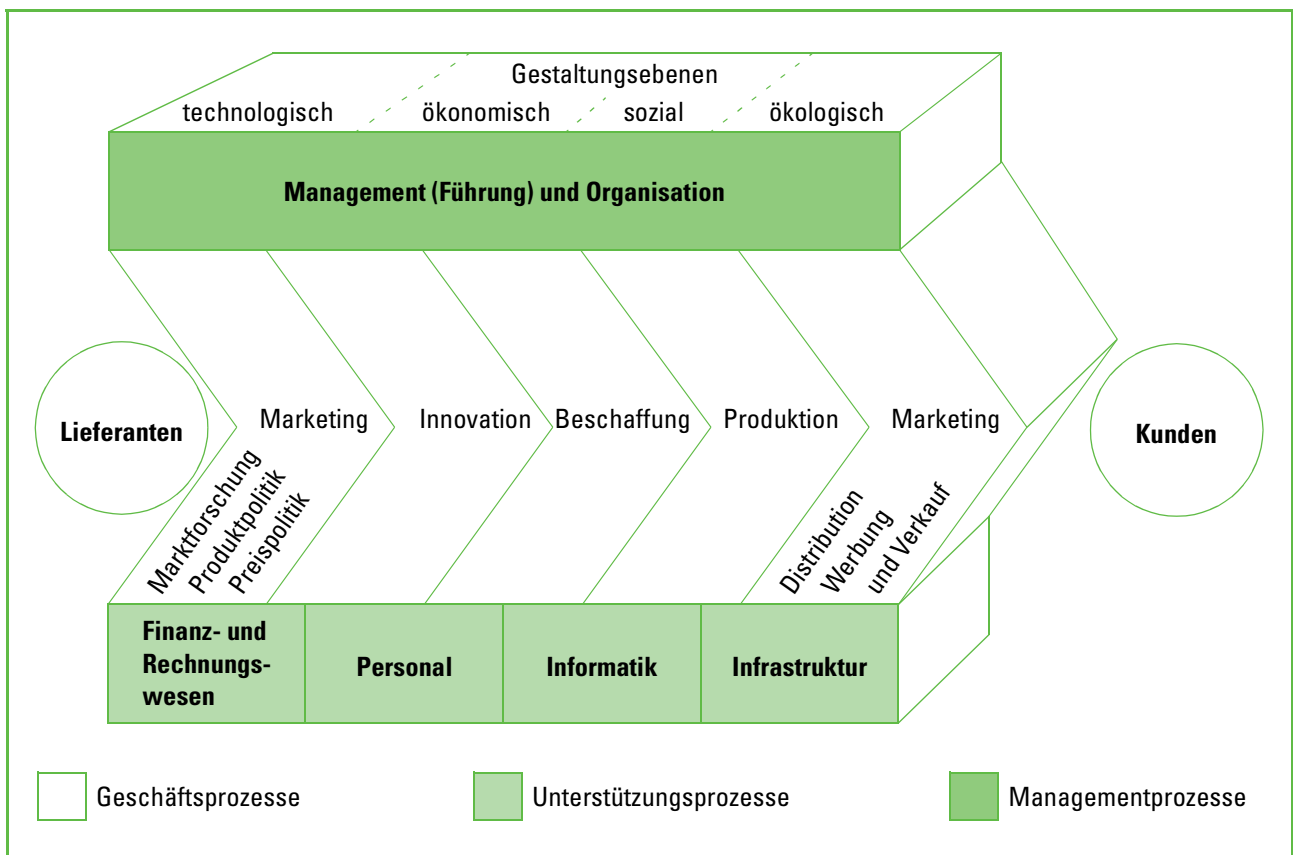 Gestaltungsebenen
technologisch
ökonomisch
sozial
ökologisch
Management (Führung) und Organisation
Lieferanten
Marketing
Innovation
Beschaffung
Produktion
Marketing
Kunden
Marktforschung
Produktpolitik
Preispolitik
Distribution
Werbung
und Verkauf
Finanz- und
Rechnungs-
wesen
Personal
Informatik
Infrastruktur
Geschäftsprozesse
Unterstützungsprozesse
Managementprozesse